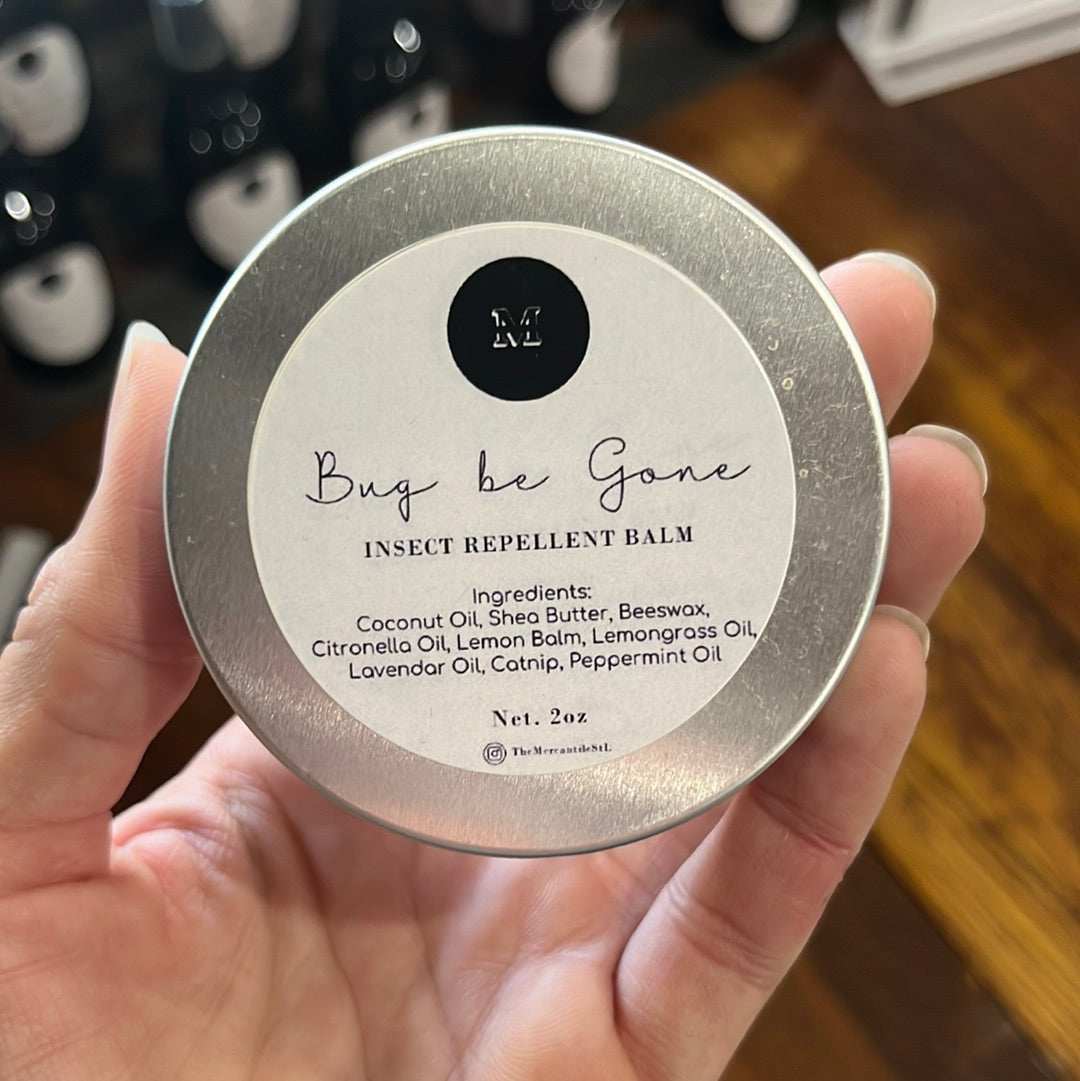 M
Bug be Gone
INSECT REPELLENT BALM
Ingredients:
Coconut Oil, Shea Butter, Beeswax,
Citronella Oil, Lemon Balm, Lemongrass Oil,
Lavendar Oil, Catnip, Peppermint Oil
Net. 2oz
TheMercantileStL